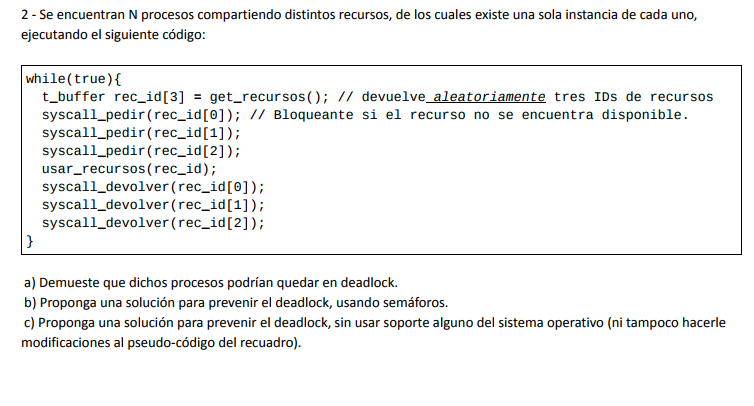 2 - Se encuentran N procesos compartiendo distintos recursos, de los cuales existe una sola instancia de cada uno,
ejecutando el siguiente código:
while(true){
t_buffer rec_id[3] = get_recursos(); // devuelve aleatoriamente tres IDs de recursos
syscall_pedir(rec_id[0]); // Bloqueante si el recurso no se encuentra disponible.
syscall_pedir(rec_id[1]);
syscall_pedir(rec_id[2]);
usar_recursos(rec_id);
syscall_devolver(rec_id[0]);
syscall_devolver(rec_id[1]);
syscall_devolver(rec_id[2]);
}
a) Demueste que dichos procesos podrían quedar en deadlock.
b) Proponga una solución para prevenir el deadlock, usando semáforos.
c) Proponga una solución para prevenir el deadlock, sin usar soporte alguno del sistema operativo (ni tampoco hacerle
modificaciones al pseudo-código del recuadro).